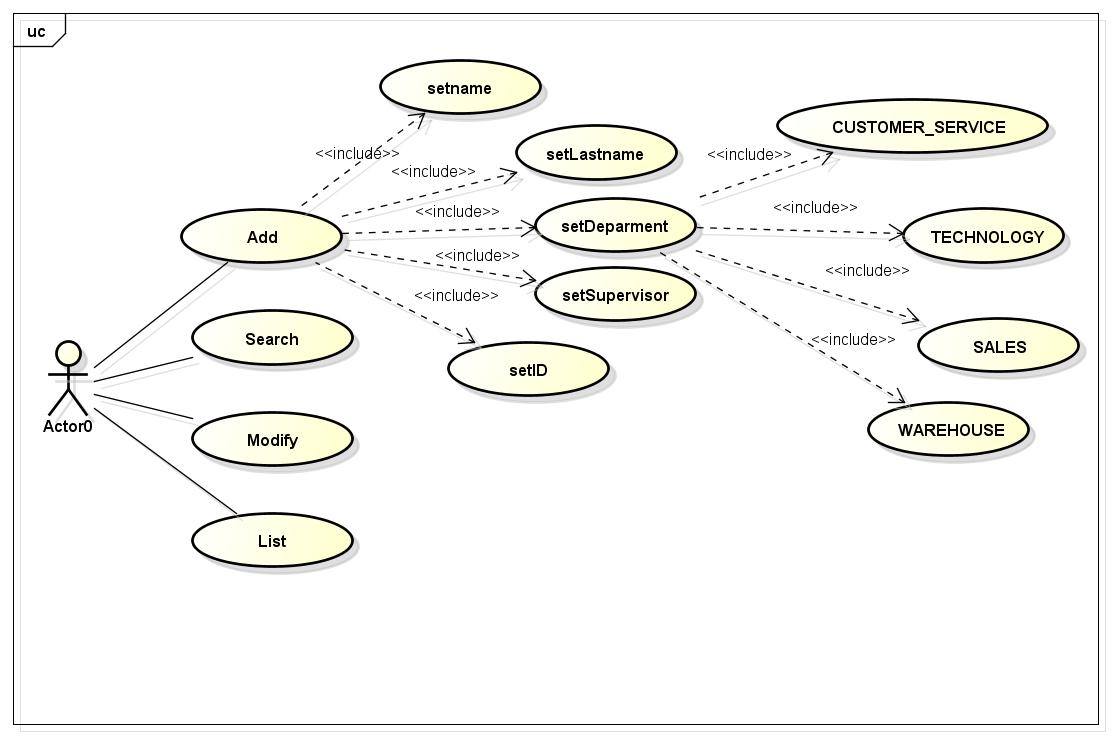 uc
setname
<<include>>
setLastname
<<include>>
CUSTOMER_SERVICE
<<include>>
Add
<<include>>
setDeparment
<<include>>
TECHNOLOGY
<<include>>
setSupervisor
<<include>>
<<include>>
Search
<<include>>
SALES
setID
Actor0
Modify
WAREHOUSE
List